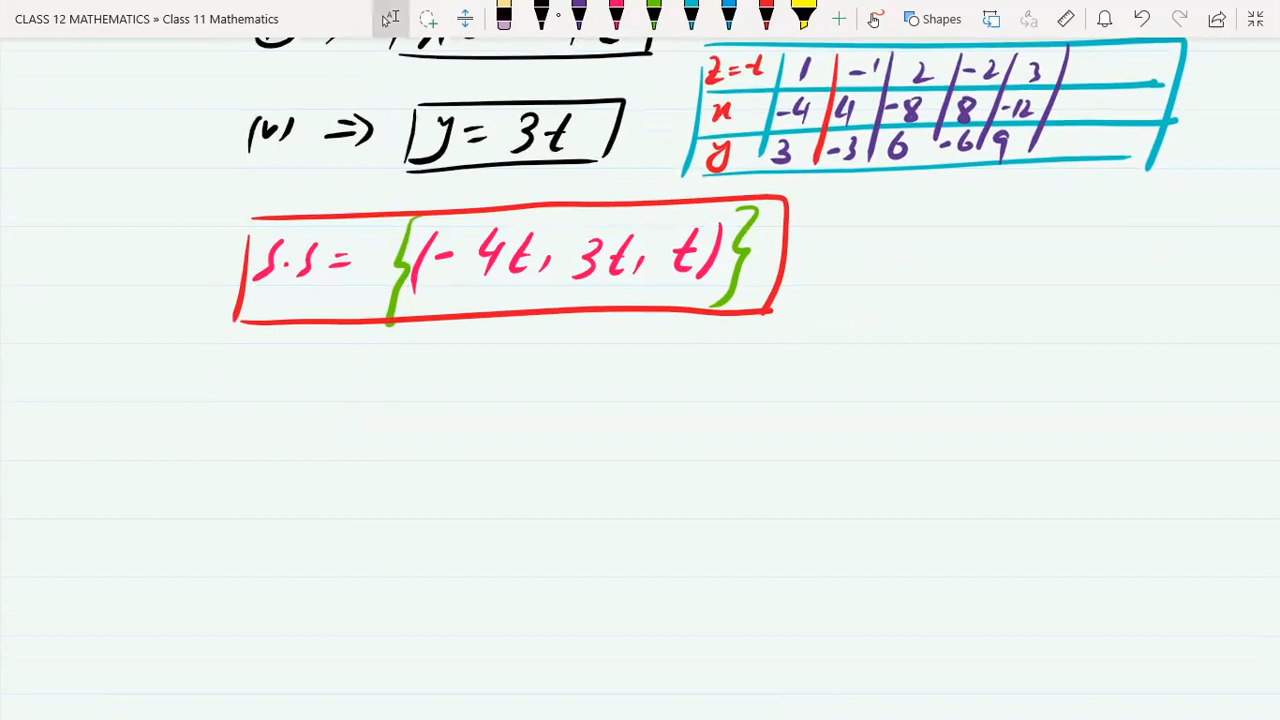 CLASS 12 MATHEMATICS » Class 11 Mathematics
Shapes
z=t 1 -1 2 -2 3
x -4 4 -8 8 -12
y 3 -3 6 -6 9
(v) ⇒ y = 3t
S.S = {(-4t, 3t, t)}